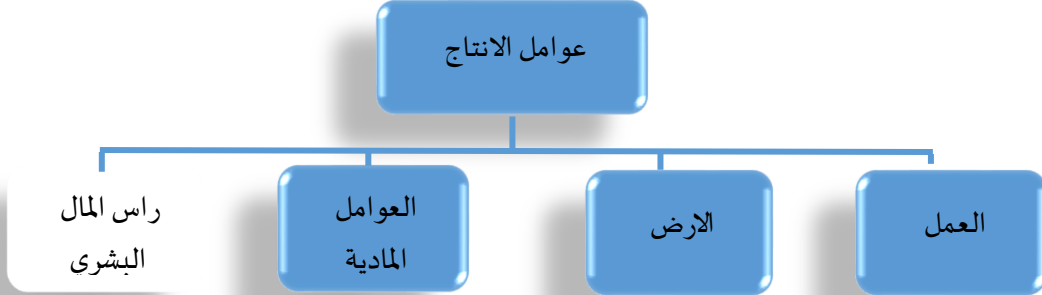 عوامل الانتاج
العمل
الارض
العوامل
المادية
راس المال
البشري